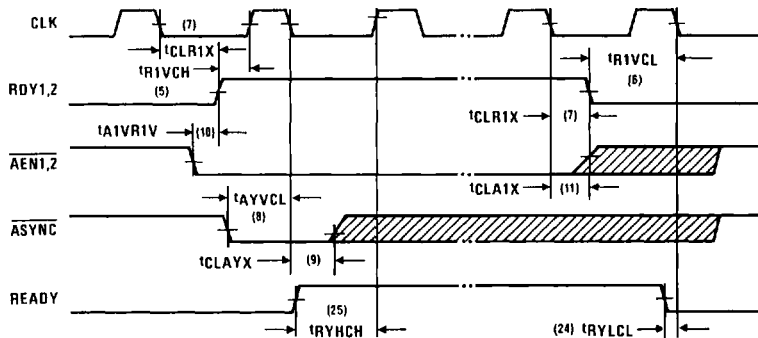 CLK
(7)
tCLR1X
tR1VCH
tR1VCL
RDY1,2
(5)
(6)
tCLR1X
(7)
tA1VR1V
(10)
AEN1,2
tCLA1X
(11)
tAYVCL
(8)
ASYNC
tCLAYX
(9)
READY
(25)
tRYHCH
(24) tRYLCL